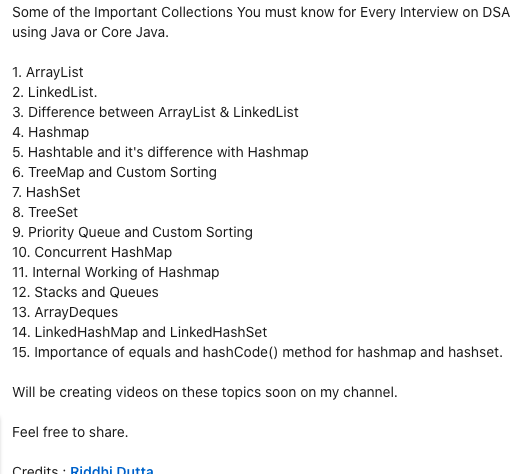 Some of the Important Collections You must know for Every Interview on DSA
using Java or Core Java.
1. ArrayList
2. LinkedList.
3. Difference between ArrayList & LinkedList
4. Hashmap
5. Hashtable and it's difference with Hashmap
6. TreeMap and Custom Sorting
7. HashSet
8. TreeSet
9. Priority Queue and Custom Sorting
10. Concurrent HashMap
11. Internal Working of Hashmap
12. Stacks and Queues
13. ArrayDeques
14. LinkedHashMap and LinkedHashSet
15. Importance of equals and hashCode() method for hashmap and hashset.
Will be creating videos on these topics soon on my channel.
Feel free to share.
Credits : Riddhi Dutta